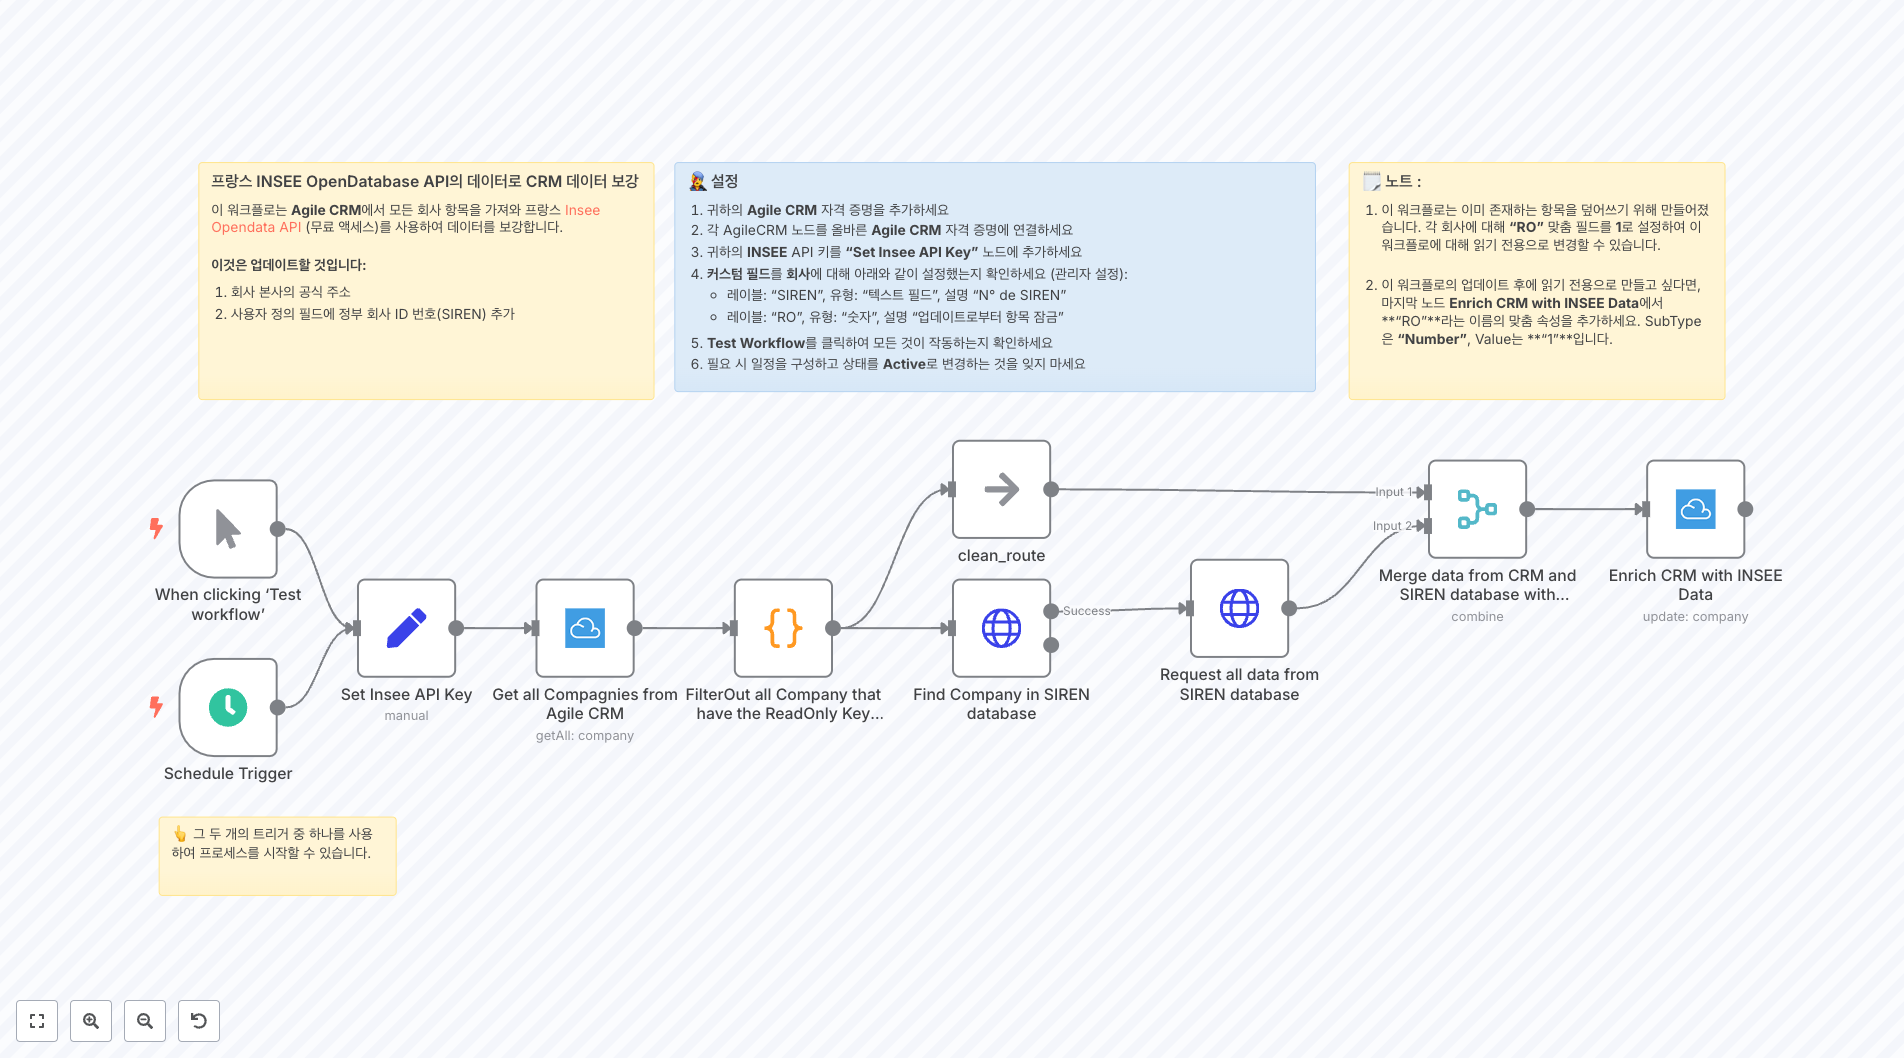 프랑스 INSEE OpenDatabase API의 데이터로 CRM 데이터 보강
이 워크플로는 Agile CRM에서 모든 회사 항목을 가져와 프랑스 Insee
Opendata API (무료 액세스)를 사용하여 데이터를 보강합니다.
이것은 업데이트할 것입니다:
1. 회사 본사의 공식 주소
2. 사용자 정의 필드에 정부 회사 ID 번호(SIREN) 추가
👩‍🚀 설정
1. 귀하의 Agile CRM 자격 증명을 추가하세요
2. 각 AgileCRM 노드를 올바른 Agile CRM 자격 증명에 연결하세요
3. 귀하의 INSEE API 키를 “Set Insee API Key” 노드에 추가하세요
4. 커스텀 필드를 회사에 대해 아래와 같이 설정했는지 확인하세요 (관리자 설정):
레이블: “SIREN”, 유형: “텍스트 필드”, 설명 “N° de SIREN”
레이블: “RO”, 유형: “숫자”, 설명 “업데이트로부터 항목 잠금”
5. Test Workflow를 클릭하여 모든 것이 작동하는지 확인하세요
6. 필요 시 일정을 구성하고 상태를 Active로 변경하는 것을 잊지 마세요
🗒️ 노트 :
1. 이 워크플로는 이미 존재하는 항목을 덮어쓰기 위해 만들어졌
습니다. 각 회사에 대해 “RO” 맞춤 필드를 1로 설정하여 이
워크플로에 대해 읽기 전용으로 변경할 수 있습니다.
2. 이 워크플로의 업데이트 후에 읽기 전용으로 만들고 싶다면,
마지막 노드 Enrich CRM with INSEE Data에서
**“RO”**라는 이름의 맞춤 속성을 추가하세요. SubType
은 “Number”, Value는 **“1”**입니다.
When clicking ‘Test
workflow’
Schedule Trigger
Set Insee API Key
manual
Get all Compagnies from
Agile CRM
getAll: company
FilterOut all Company that
have the ReadOnly Key...
clean_route
Find Company in SIREN
database
Success
Request all data from
SIREN database
Input 1
Input 2
Merge data from CRM and
SIREN database with...
combine
Enrich CRM with INSEE
Data
update: company
👆 그 두 개의 트리거 중 하나를 사용
하여 프로세스를 시작할 수 있습니다.